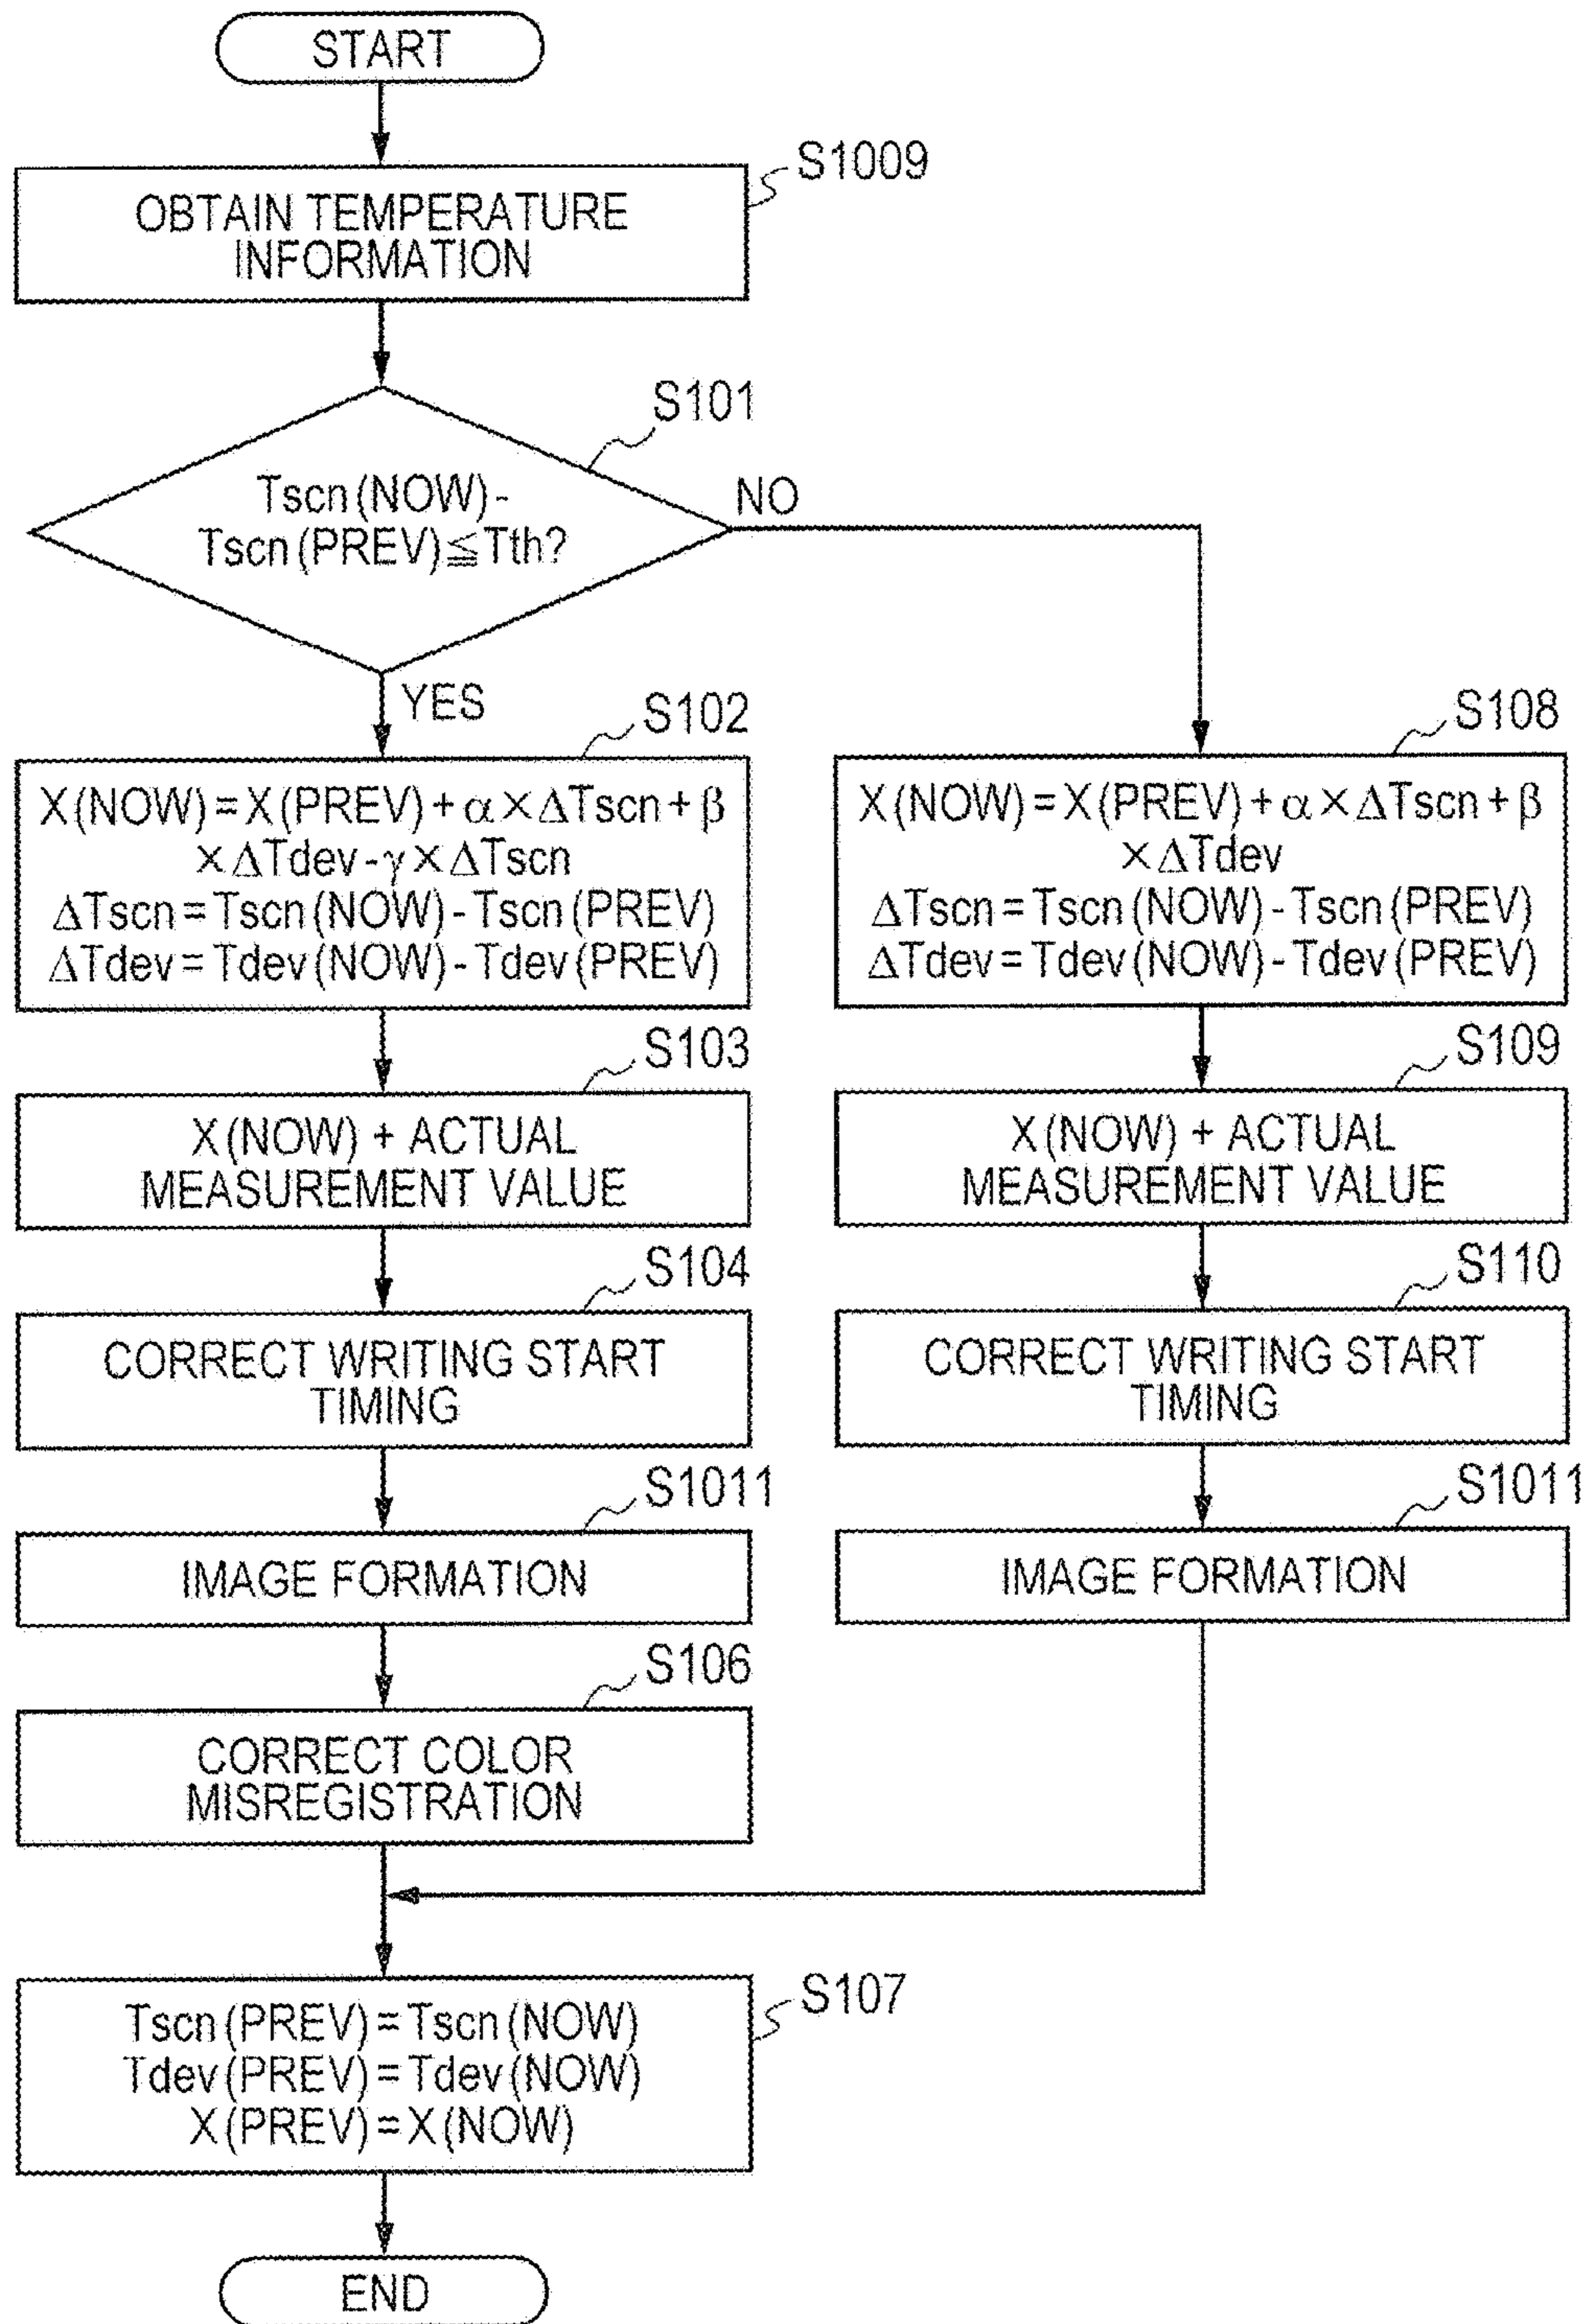 START
S1009
OBTAIN TEMPERATURE
INFORMATION
S101
Tscn(NOW)-
Tscn(PREV)≦Tth?
NO
YES
S102
X(NOW)=X(PREV)+α×ΔTscn+β
×ΔTdev-γ×ΔTscn
ΔTscn=Tscn(NOW)-Tscn(PREV)
ΔTdev=Tdev(NOW)-Tdev(PREV)
S103
X(NOW) + ACTUAL
MEASUREMENT VALUE
S104
CORRECT WRITING START
TIMING
S1011
IMAGE FORMATION
S106
CORRECT COLOR
MISREGISTRATION
S108
X(NOW)=X(PREV)+α×ΔTscn+β
×ΔTdev
ΔTscn=Tscn(NOW)-Tscn(PREV)
ΔTdev=Tdev(NOW)-Tdev(PREV)
S109
X(NOW) + ACTUAL
MEASUREMENT VALUE
S110
CORRECT WRITING START
TIMING
S1011
IMAGE FORMATION
S107
Tscn(PREV)=Tscn(NOW)
Tdev(PREV)=Tdev(NOW)
X(PREV)=X(NOW)
END